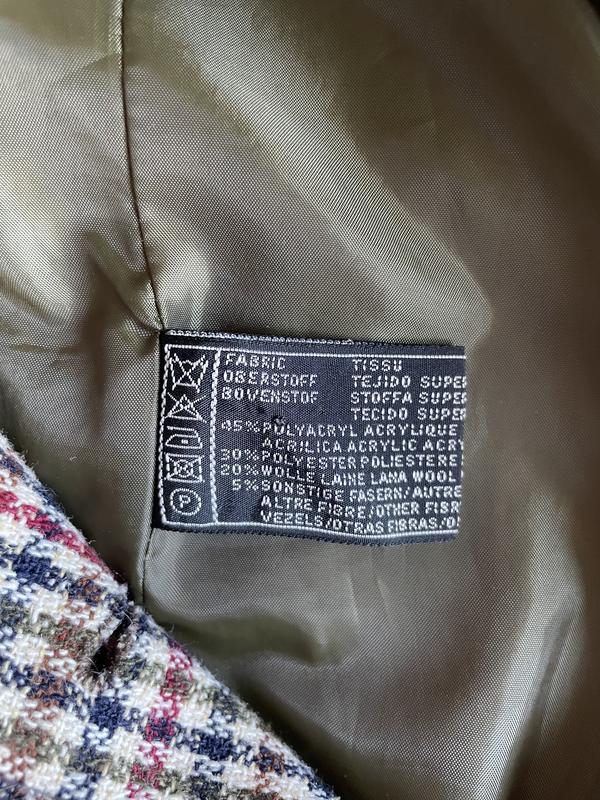 FABRIC TISSU
OBERSTOFF TEJIDO SUPER
BOVENSTOF STOFFA SUPER
TECIDO SUPER
45% POLYACRYL ACRYLIQUE
ACRILICA ACRYLIC ACRY
30% POLYESTER POLIESTERE
20% WOLLE LAINE LANA WOOL
5% SONSTIGE FASERN/AUTRE
ALTRE FIBRE/OTHER FIBR
VEZELS/OTRAS FIBRAS/O
P